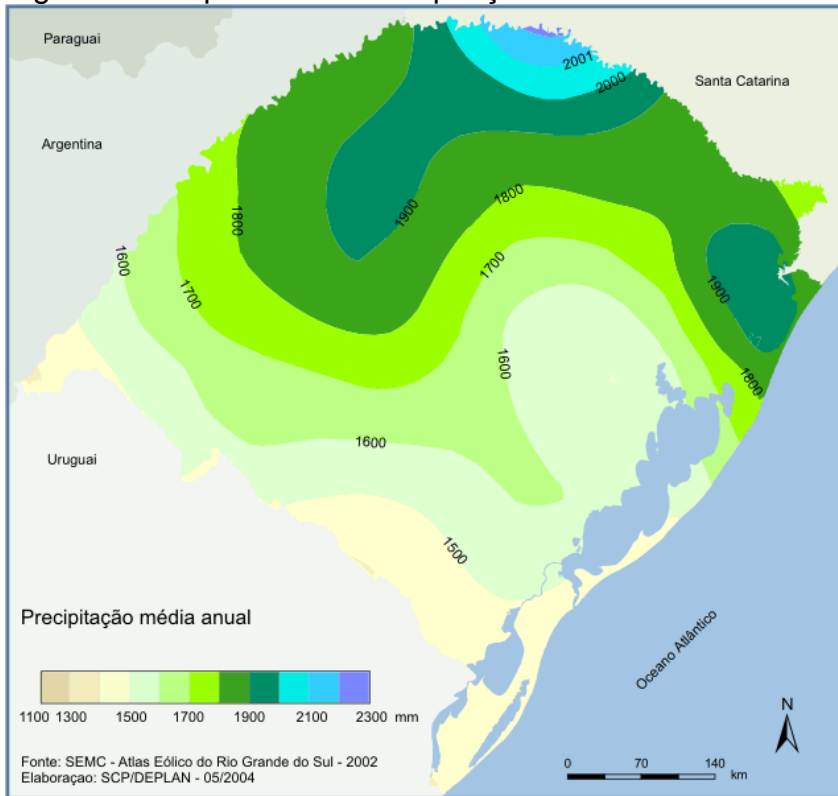 Paraguai
Santa Catarina
Argentina
2001
2000
1900
1800
1800
1700
1600
1700
1900
1600
1800
1600
Uruguai
1500
Precipitação média anual
1100 1300 1500 1700 1900 2100 2300 mm
Oceano Atlântico
N
0 70 140
km
Fonte: SEMC - Atlas Eólico do Rio Grande do Sul - 2002
Elaboraçao: SCP/DEPLAN - 05/2004